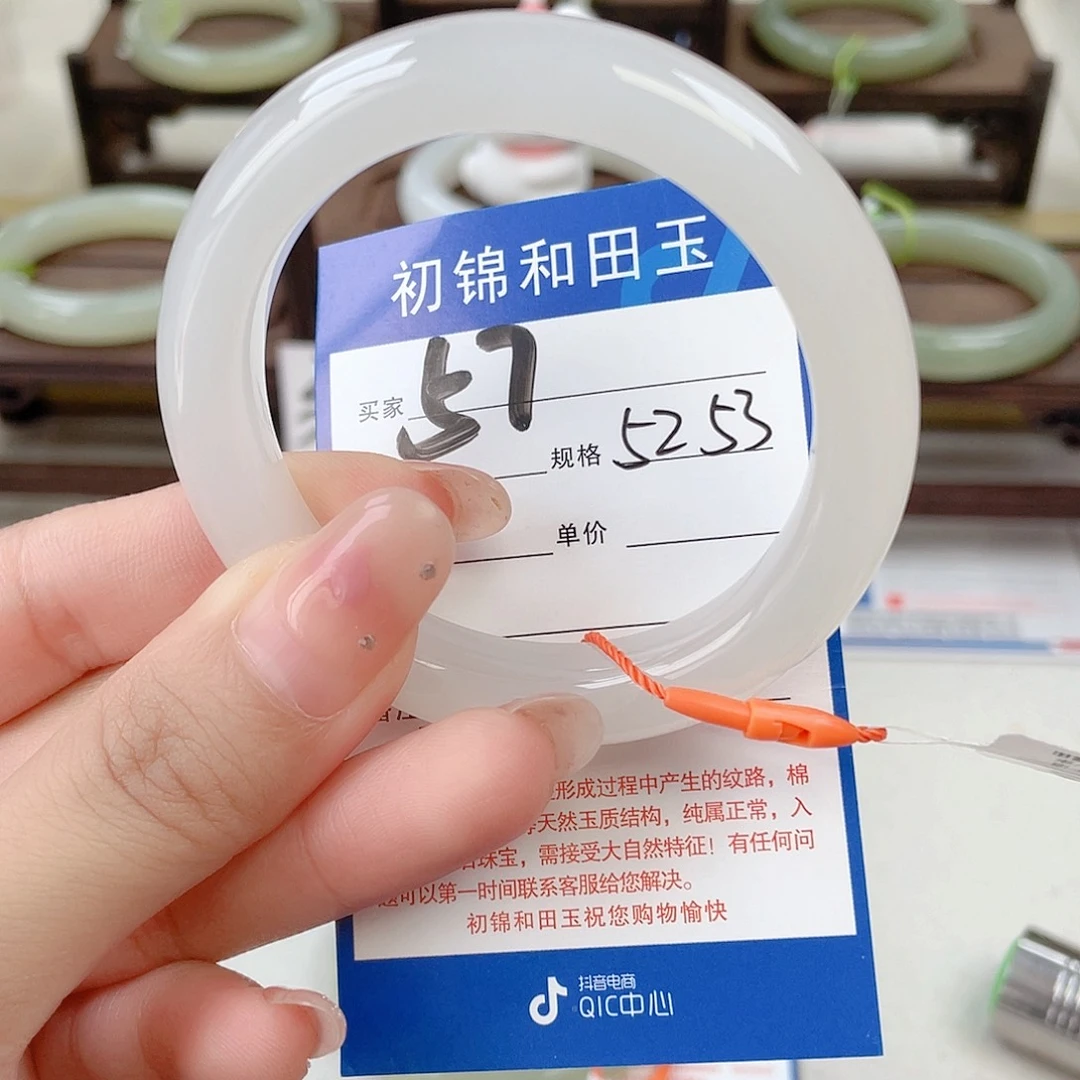 初锦和田玉
买家 57
规格 52 53
单价
形成过程中产生的纹路，棉
天然玉质结构，纯属正常，入
珠宝，需接受大自然特征！有任何问
可以第一时间联系客服给您解决。
初锦和田玉祝您购物愉快
抖音电商
QIC中心